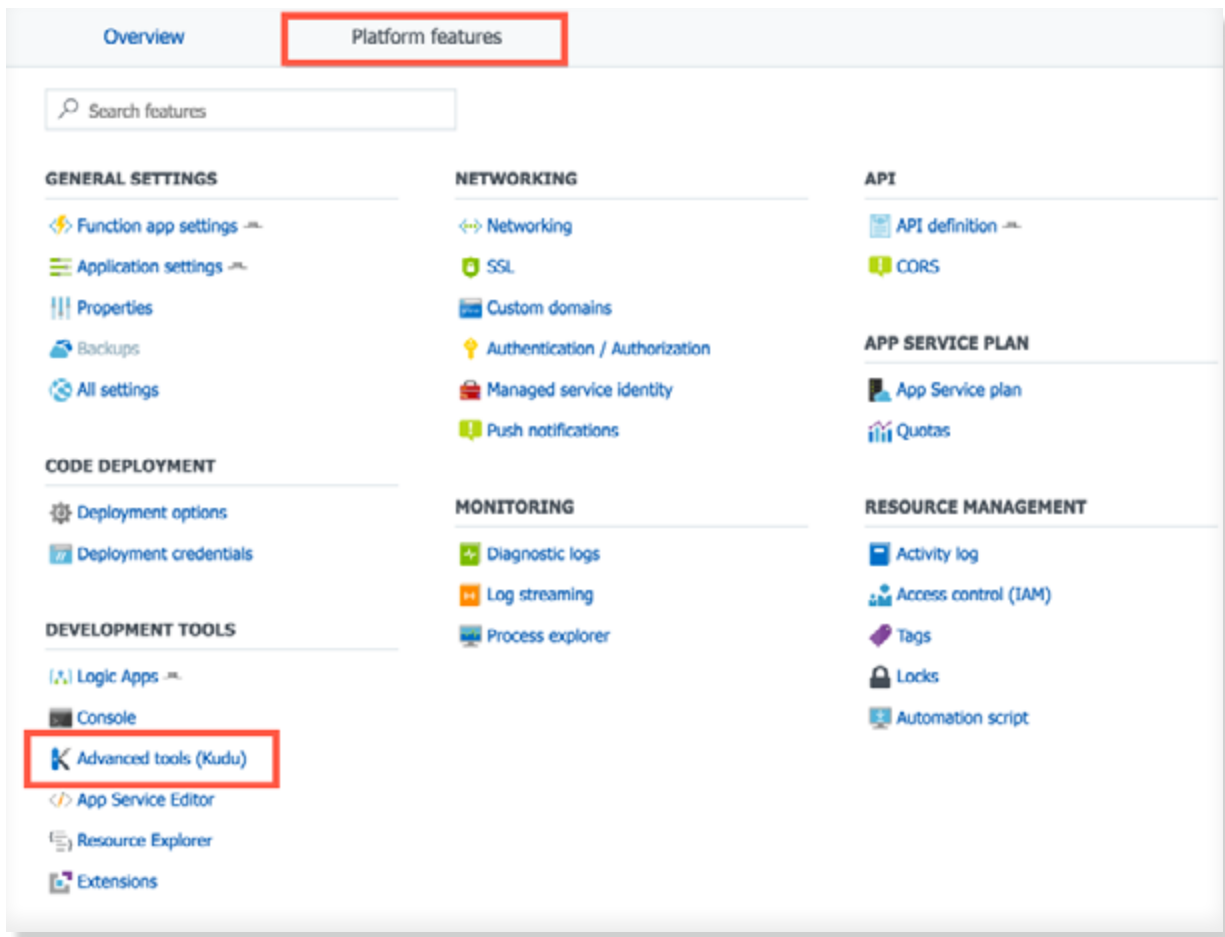 Overview
Platform features
Search features
GENERAL SETTINGS
Function app settings
Application settings
Properties
Backups
All settings
CODE DEPLOYMENT
Deployment options
Deployment credentials
DEVELOPMENT TOOLS
Logic Apps
Console
Advanced tools (Kudu)
App Service Editor
Resource Explorer
Extensions
NETWORKING
Networking
SSL
Custom domains
Authentication / Authorization
Managed service identity
Push notifications
MONITORING
Diagnostic logs
Log streaming
Process explorer
API
API definition
CORS
APP SERVICE PLAN
App Service plan
Quotas
RESOURCE MANAGEMENT
Activity log
Access control (IAM)
Tags
Locks
Automation script